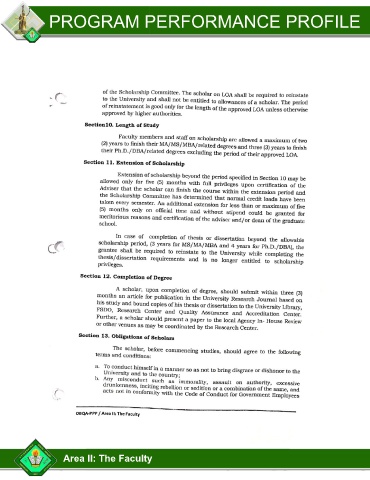 PROGRAM PERFORMANCE PROFILE
of the Scholarship Committee. The scholar on LOA shall be required to reinstate
to the University and shall not be entitled to allowances of a scholar. The period
of reinstatement is good only for the length of the approved LOA unless otherwise
approved by higher authorities.
Section10. Length of Study
Faculty members and staff on scholarship are allowed a maximum of two
(2) years to finish their MA/MS/MBA/related degrees and three (3) years to finish
their Ph.D./DBA/related degrees excluding the period of their approved LOA.
Section 11. Extension of Scholarship
Extension of scholarship beyond the period specified in Section 10 may be
allowed only for five (5) months with full privileges upon certification of the
Adviser that the scholar can finish the course within the extension period and
the Scholarship Committee has determined that normal credit loads have been
taken every semester. An additional extension for less than or maximum of five
(5) months only on official time and without stipend could be granted for
meritorious reasons and certification of the adviser and/or dean of the graduate
school.
In case of completion of thesis or dissertation beyond the allowable
scholarship period, (3 years for MS/MA/MBA and 4 years for Ph.D./DBA), the
grantee shall be required to reinstate to the University while completing the
thesis/dissertation requirements and is no longer entitled to scholarship
privileges.
Section 12. Completion of Degree
A scholar, upon completion of degree, should submit within three (3)
months an article for publication in the University Research Journal based on
his study and bound copies of his thesis or dissertation to the University Library,
FSDO, Research Center and Quality Assurance and Accreditation Center.
Further, a scholar should present a paper to the local Agency In- House Review
or other venues as may be coordinated by the Research Center.
Section 13. Obligations of Scholars
The scholar, before commencing studies, should agree to the following
terms and conditions:
a. To conduct himself in a manner so as not to bring disgrace or dishonor to the
University and to the country;
b. Any misconduct such as immorality, assault on authority, excessive
drunkenness, inciting rebellion or sedition or a combination of the same, and
acts not in conformity with the Code of Conduct for Government Employees
DEQA-PPP / Area II: The Faculty
Area II: The Faculty